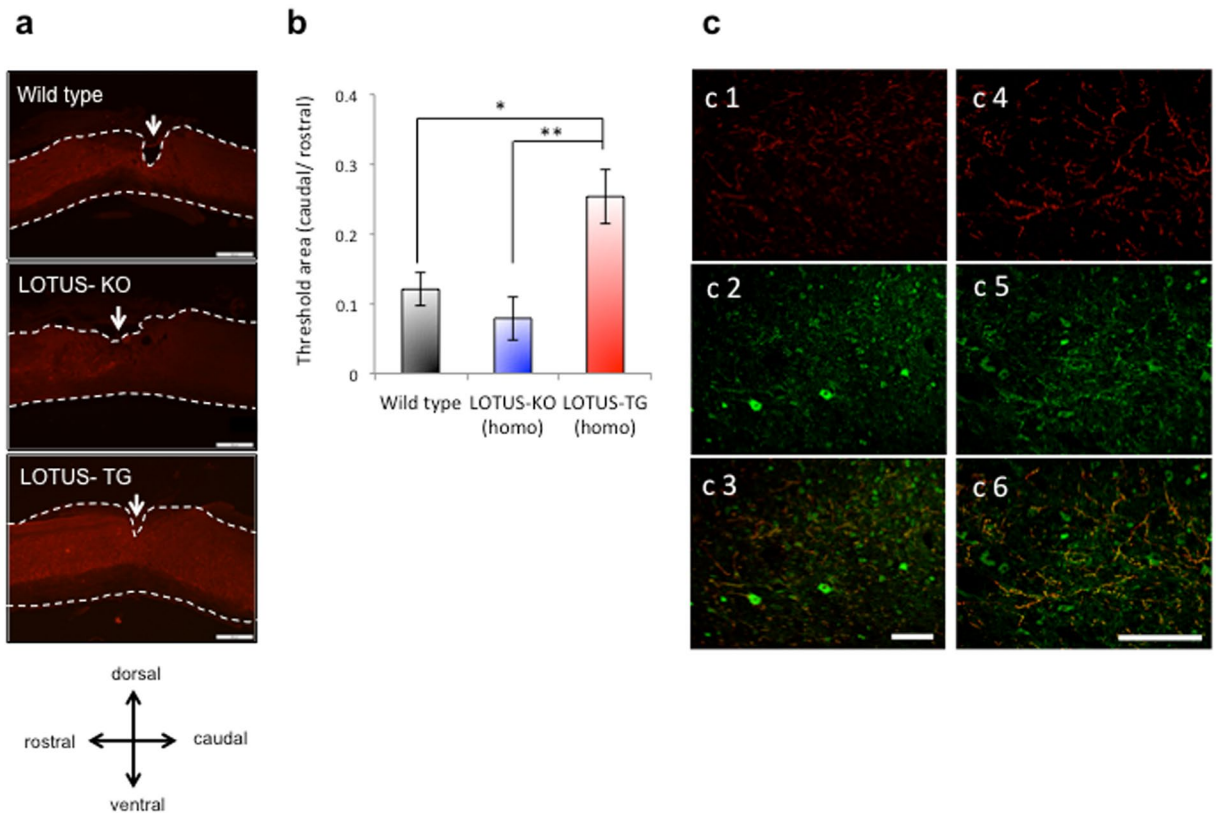 a
Wild type
LOTUS- KO
LOTUS- TG
dorsal
rostral
caudal
ventral
b
Threshold area (caudal/ rostral)
0.4
0.3
0.2
0.1
0
*
**
Wild type
LOTUS-KO
(homo)
LOTUS-TG
(homo)
c
c 1
c 4
c 2
c 5
c 3
c 6